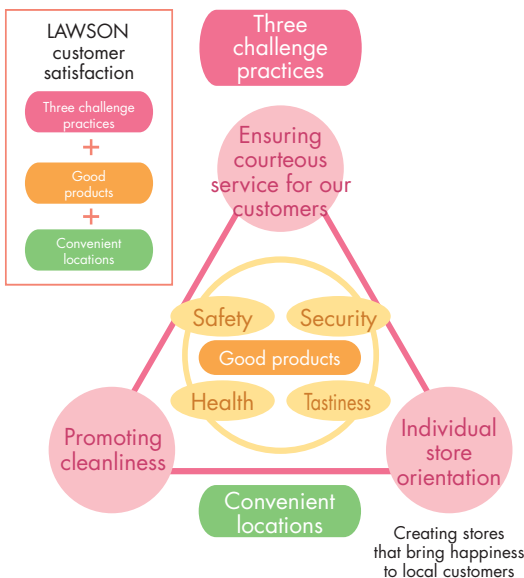 LAWSON
customer
satisfaction
Three challenge
practices
+
Good
products
+
Convenient
locations
Three
challenge
practices
Ensuring
courteous
service for our
customers
Safety
Security
Good products
Health
Tastiness
Promoting
cleanliness
Individual
store
orientation
Convenient
locations
Creating stores
that bring happiness
to local customers